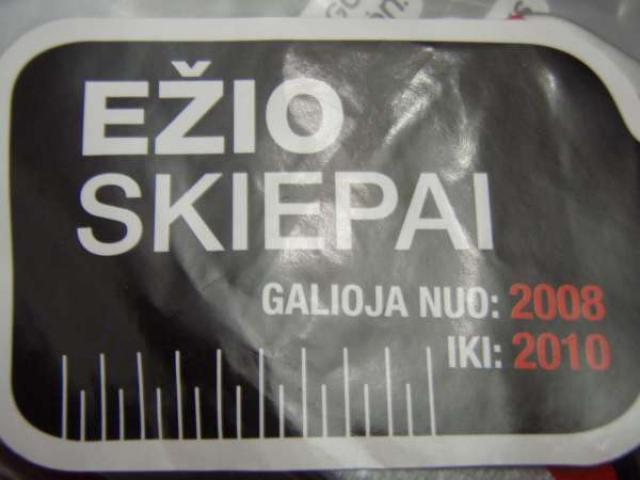 EŽIO
SKIEPAI
GALIOJA NUO: 2008
IKI: 2010